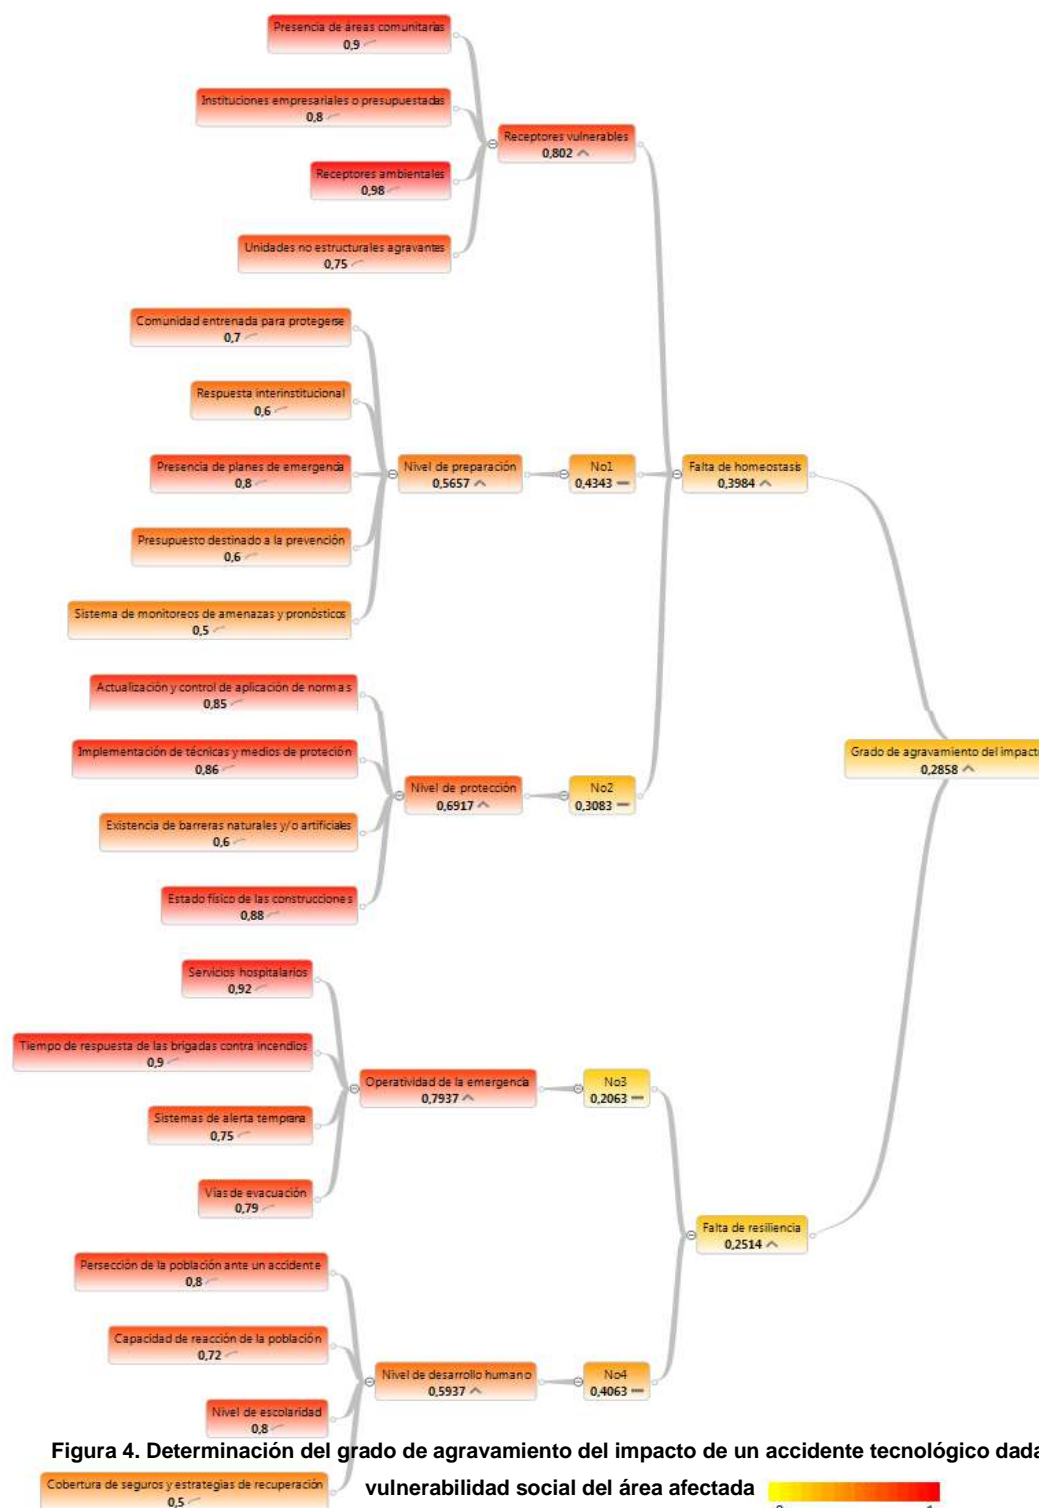 Presencia de áreas comunitarias
0,9
Instituciones empresariales o presupuestadas
0,8
Receptores vulnerables
0,802
Receptores ambientales
0,98
Unidades no estructurales agravantes
0,75
Comunidad entrenada para protegerse
0,7
Respuesta interinstitucional
0,6
Presencia de planes de emergencia
0,8
Nivel de preparación
0,5657
No1
0,4343
Falta de homeostasis
0,3984
Presupuesto destinado a la prevención
0,6
Sistema de monitoreos de amenazas y pronósticos
0,5
Actualización y control de aplicación de normas
0,85
Implementación de técnicas y medios de proteción
0,86
Grado de agravamiento del impacto
0,2858
Nivel de protección
0,6917
No2
0,3083
Existencia de barreras naturales y/o artificiales
0,6
Estado físico de las construcciones
0,88
Servicios hospitalarios
0,92
Tiempo de respuesta de las brigadas contra incendios
0,9
Operatividad de la emergencia
0,7937
No3
0,2063
Sistemas de alerta temprana
0,75
Vías de evacuación
0,79
Falta de resiliencia
0,2514
Persección de la población ante un accidente
0,8
Capacidad de reacción de la población
0,72
Nivel de desarrollo humano
0,5937
No4
0,4063
Nivel de escolaridad
0,8
Figura 4. Determinación del grado de agravamiento del impacto de un accidente tecnológico dada
vulnerabilidad social del área afectada
Cobertura de seguros y estrategias de recuperación
0,5